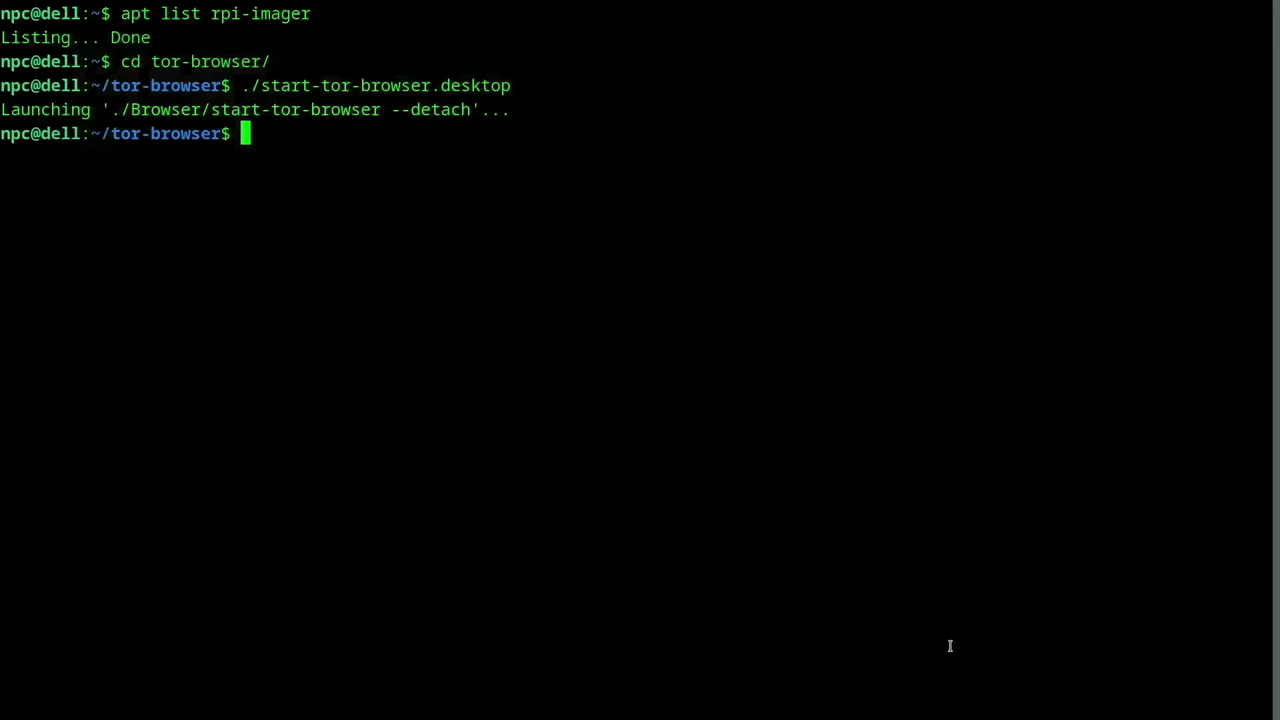 npc@dell:~$ apt list rpi-imager
Listing... Done
npc@dell:~$ cd tor-browser/
npc@dell:~/tor-browser$ ./start-tor-browser.desktop
Launching './Browser/start-tor-browser --detach'...
npc@dell:~/tor-browser$